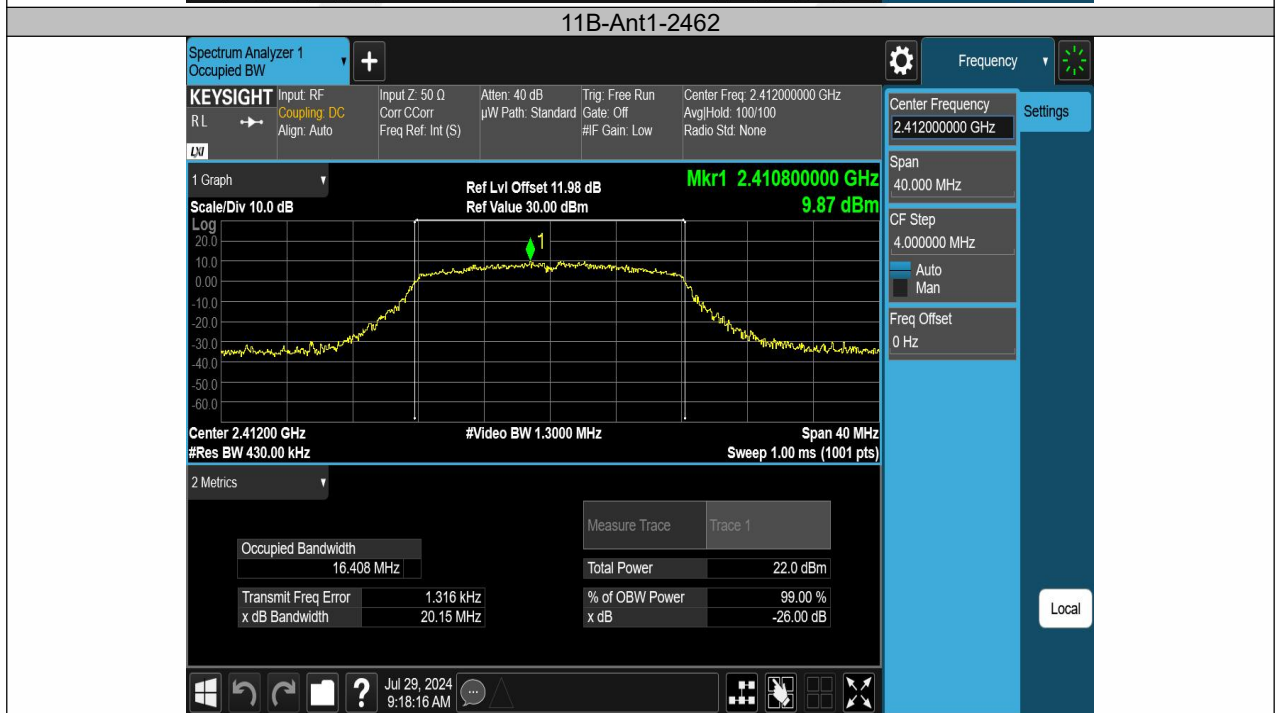 11B-Ant1-2462
Spectrum Analyzer 1
Occupied BW
+
Frequency
KEYSIGHT
RL
LXI
Input: RF
Coupling: DC
Align: Auto
Input Z: 50 Ω
Corr CCorr
Freq Ref: Int (S)
Atten: 40 dB
µW Path: Standard
Trig: Free Run
Gate: Off
#IF Gain: Low
Center Freq: 2.412000000 GHz
Avg|Hold: 100/100
Radio Std: None
Center Frequency
2.412000000 GHz
Settings
Span
40.000 MHz
CF Step
4.000000 MHz
Auto
Man
Freq Offset
0 Hz
1 Graph
Scale/Div 10.0 dB
Ref Lvl Offset 11.98 dB
Ref Value 30.00 dBm
Mkr1 2.410800000 GHz
9.87 dBm
Log
20.0
10.0
0.00
-10.0
-20.0
-30.0
-40.0
-50.0
-60.0
1
Center 2.41200 GHz
#Res BW 430.00 kHz
#Video BW 1.3000 MHz
Span 40 MHz
Sweep 1.00 ms (1001 pts)
2 Metrics
Measure Trace Trace 1
Occupied Bandwidth
16.408 MHz
Total Power 22.0 dBm
Transmit Freq Error 1.316 kHz
% of OBW Power 99.00 %
x dB Bandwidth 20.15 MHz
x dB -26.00 dB
Local
?
Jul 29, 2024
9:18:16 AM